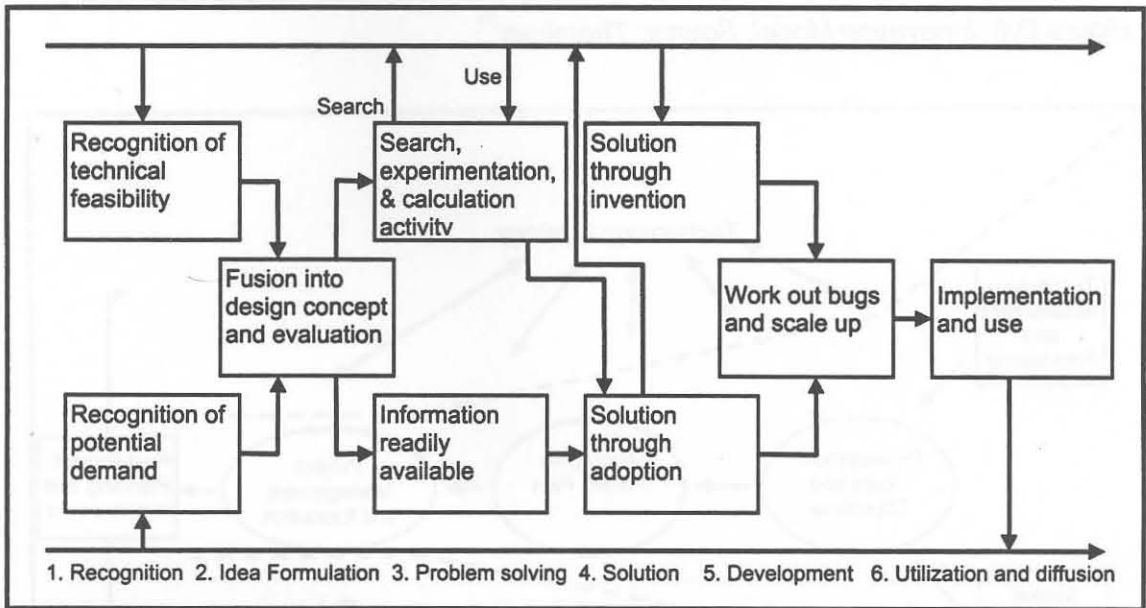 Use
Search
Recognition of
technical
feasibility
Search,
experimentation,
& calculation
activity
Solution
through
invention
Fusion into
design concept
and evaluation
Work out bugs
and scale up
Implementation
and use
Recognition of
potential
demand
Information
readily
available
Solution
through
adoption
1. Recognition 2. Idea Formulation 3. Problem solving 4. Solution 5. Development 6. Utilization and diffusion